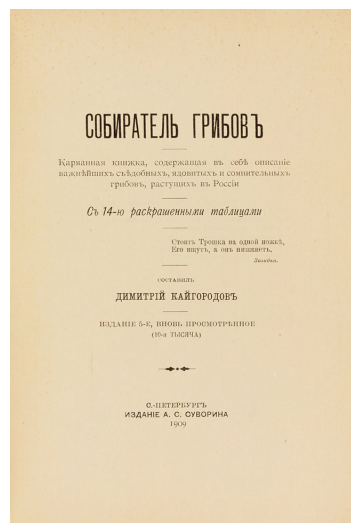 СОБИРАТЕЛЬ ГРИБОВЪ
Карманная книжка, содержащая въ себѣ описаніе
важнѣйшихъ съѣдобныхъ, ядовитыхъ и сомнительныхъ
грибовъ, растущихъ въ Россіи
Съ 14-ю раскрашенными таблицами
Стоитъ Трошка на одной ножкѣ,
Его ищутъ, а онъ нишкнетъ.
Загадка.
СОСТАВИЛЪ
ДИМИТРІЙ КАЙГОРОДОВЪ
ИЗДАНІЕ 5-Е, ВНОВЬ ПРОСМОТРѢННОЕ
(10-я ТЫСЯЧА)
С.-ПЕТЕРБУРГЪ
ИЗДАНІЕ А. С. СУВОРИНА
1909